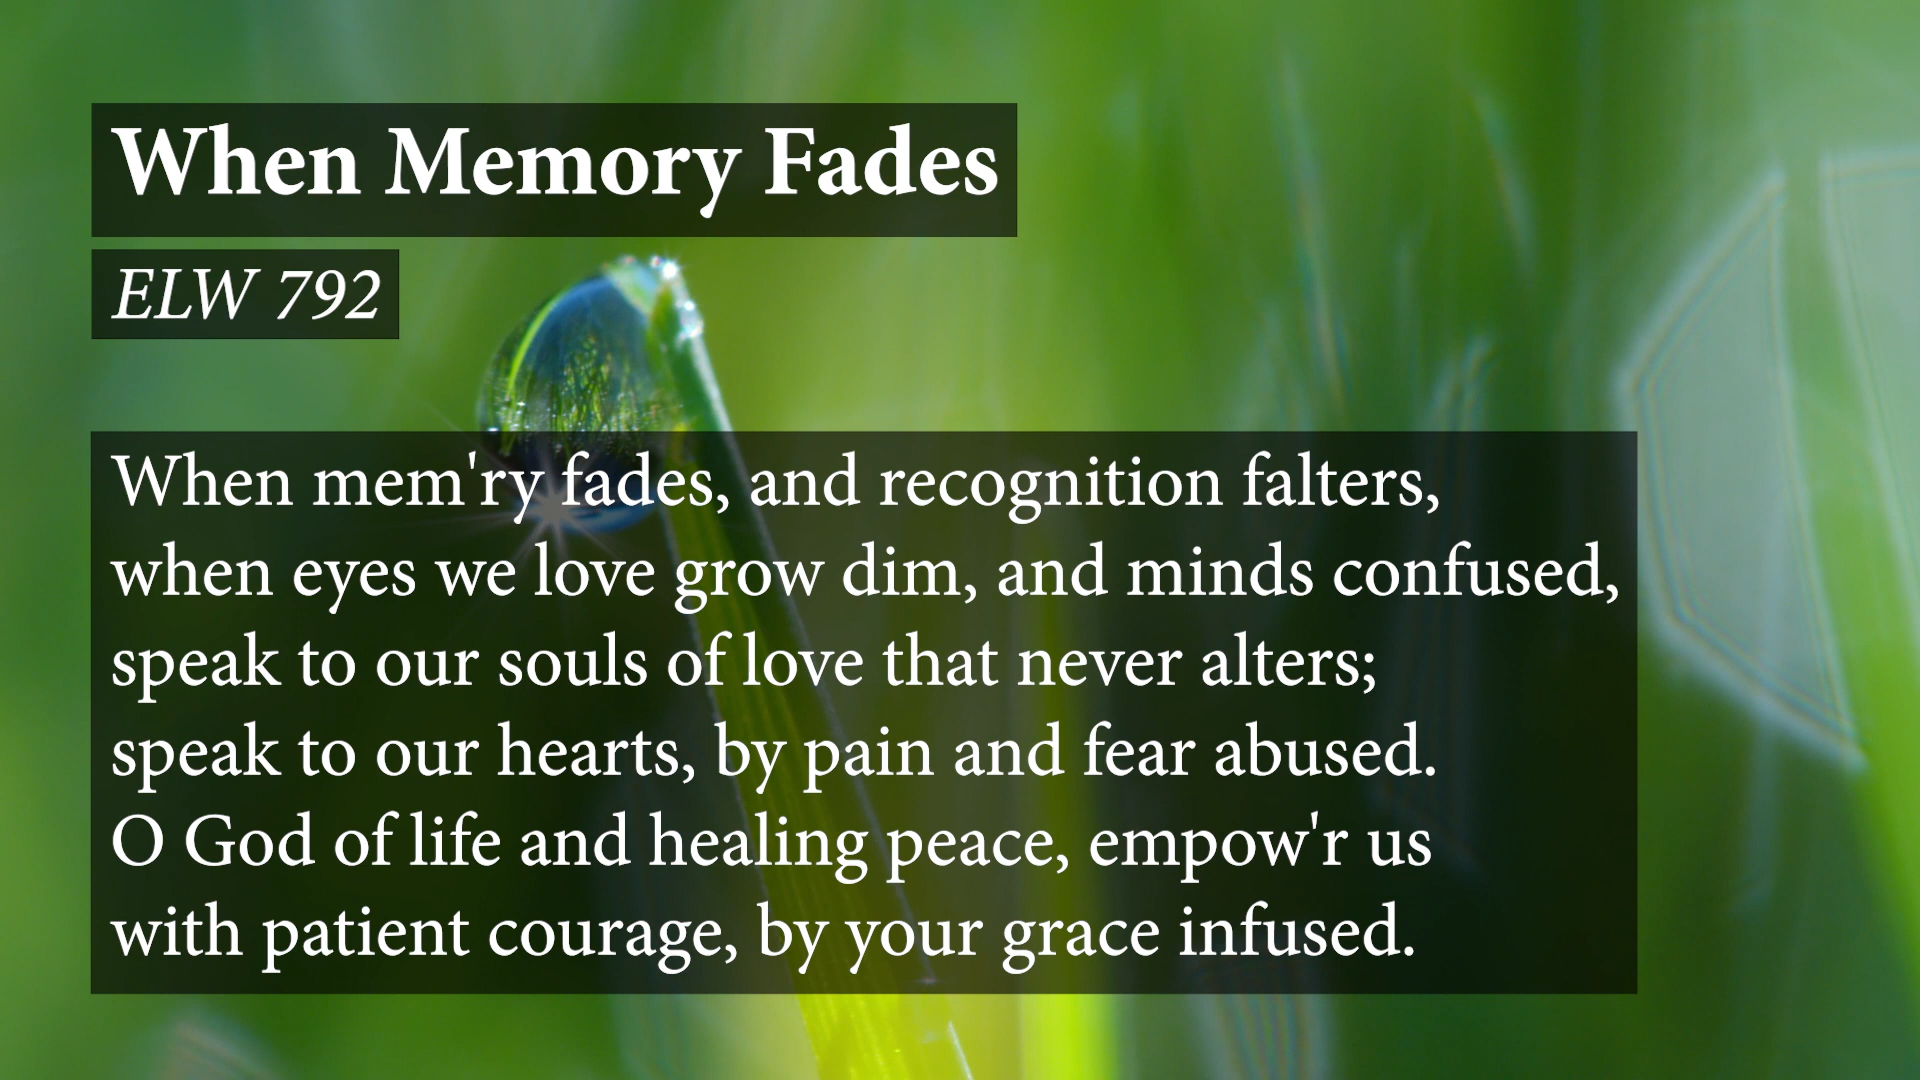 When Memory Fades
ELW 792
When mem'ry fades, and recognition falters,
when eyes we love grow dim, and minds confused,
speak to our souls of love that never alters;
speak to our hearts, by pain and fear abused.
O God of life and healing peace, empow'r us
with patient courage, by your grace infused.